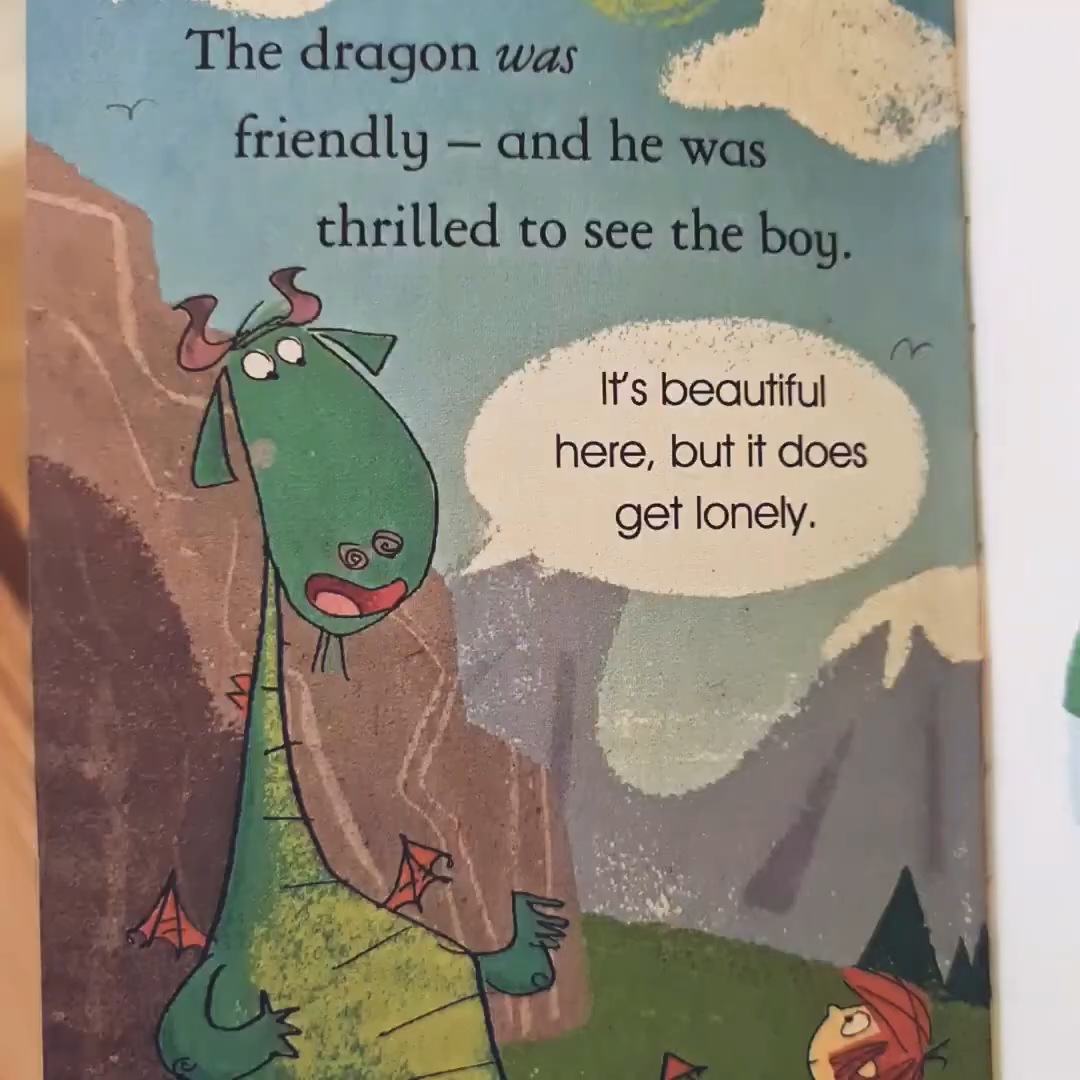 The dragon was
friendly – and he was
thrilled to see the boy.
It's beautiful
here, but it does
get lonely.